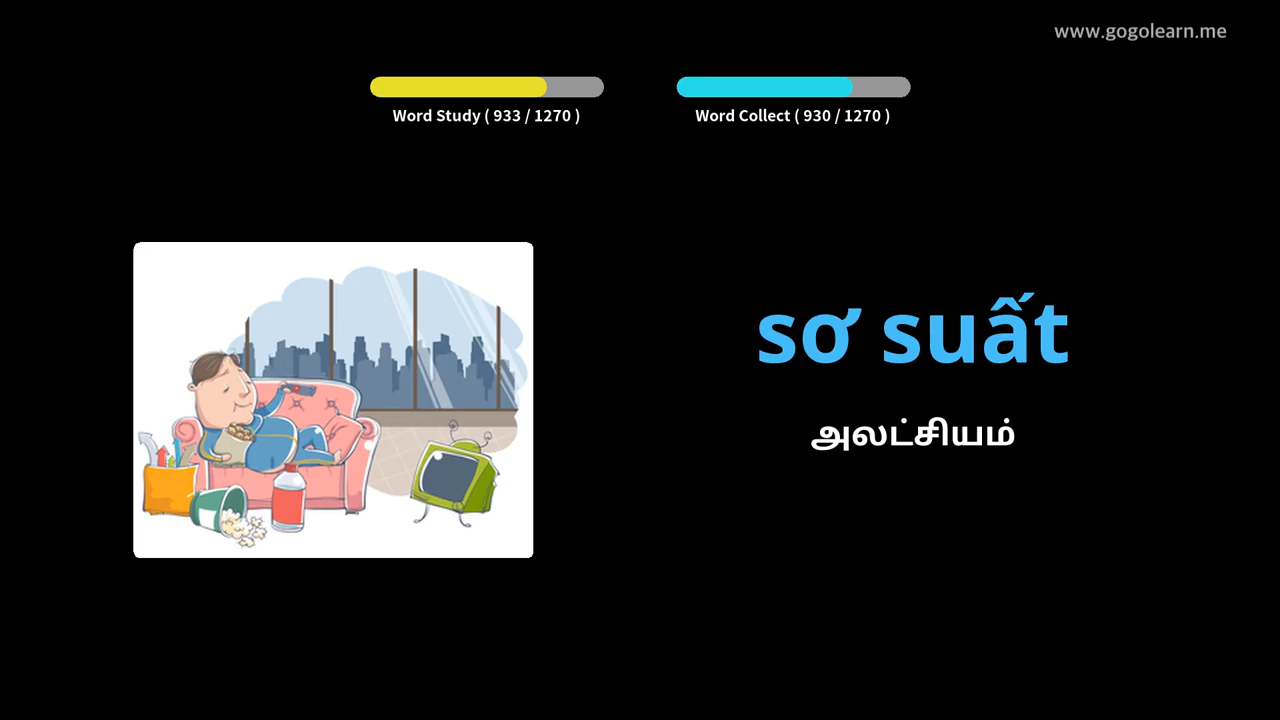 www.gogolearn.me
Word Study ( 933 / 1270 )
Word Collect ( 930 / 1270 )
sơ suất
அலட்சியம்